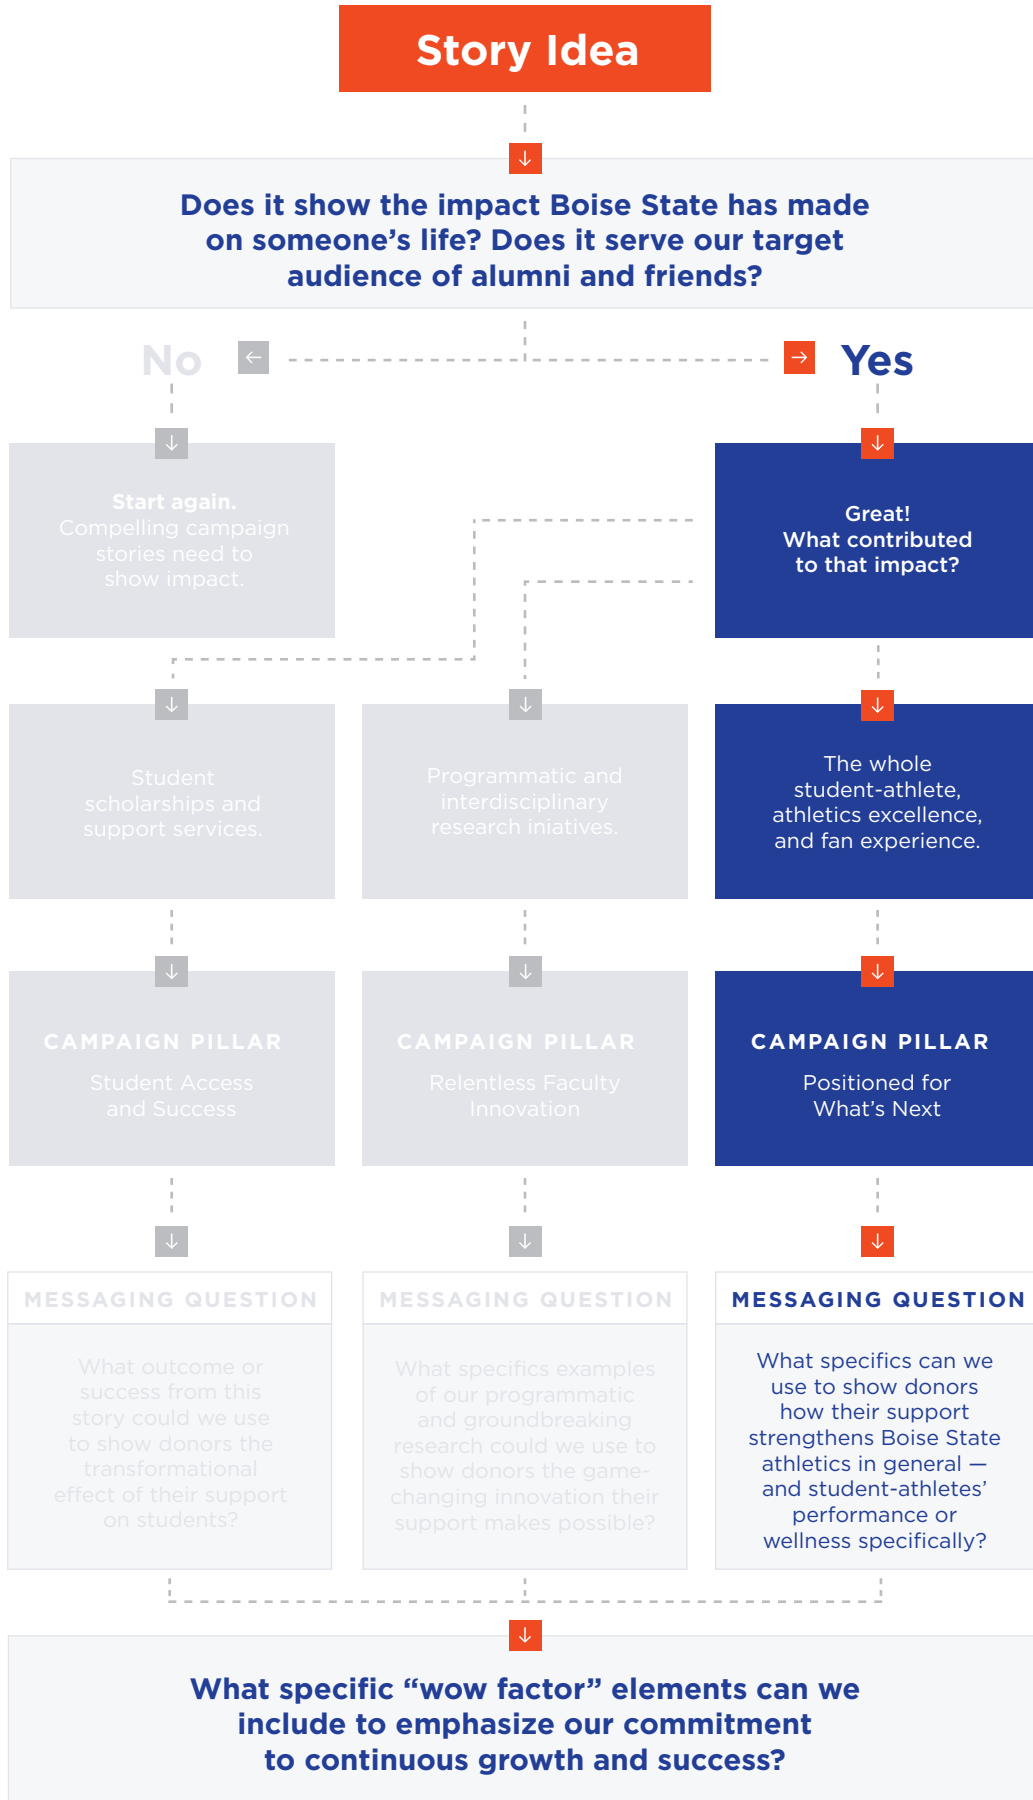 Story Idea
Does it show the impact Boise State has made
on someone’s life? Does it serve our target
audience of alumni and friends?
No
Yes
Start again.
Compelling campaign
stories need to
show impact.
Great!
What contributed
to that impact?
Student
scholarships and
support services.
Programmatic and
interdisciplinary
research iniatives.
The whole
student-athlete,
athletics excellence,
and fan experience.
CAMPAIGN PILLAR
Student Access
and Success
CAMPAIGN PILLAR
Relentless Faculty
Innovation
CAMPAIGN PILLAR
Positioned for
What’s Next
MESSAGING QUESTION
What outcome or
success from this
story could we use
to show donors the
transformational
effect of their support
on students?
MESSAGING QUESTION
What specifics examples
of our programmatic
and groundbreaking
research could we use to
show donors the game-
changing innovation their
support makes possible?
MESSAGING QUESTION
What specifics can we
use to show donors
how their support
strengthens Boise State
athletics in general —
and student-athletes’
performance or
wellness specifically?
What specific “wow factor” elements can we
include to emphasize our commitment
to continuous growth and success?